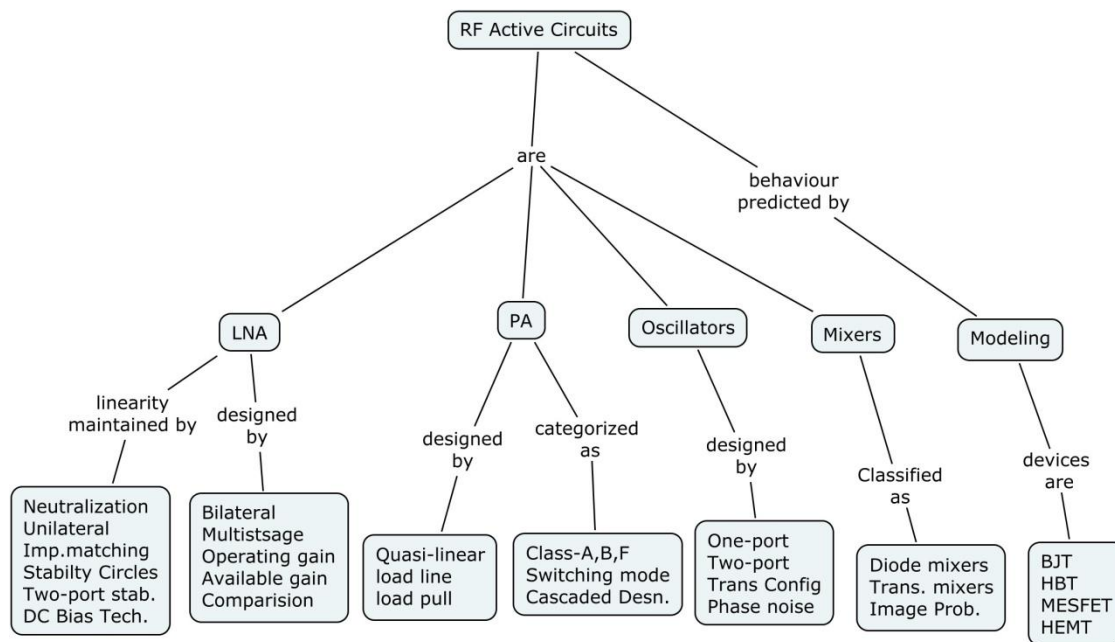 RF Active Circuits
are
behaviour
predicted by
LNA
PA
Oscillators
Mixers
Modeling
linearity
maintained by
designed
by
designed
by
categorized
as
designed
by
Classified
as
devices
are
Neutralization
Unilateral
Imp.matching
Stabilty Circles
Two-port stab.
DC Bias Tech.
Bilateral
Multistsage
Operating gain
Available gain
Comparision
Quasi-linear
load line
load pull
Class-A,B,F
Switching mode
Cascaded Desn.
One-port
Two-port
Trans Config
Phase noise
Diode mixers
Trans. mixers
Image Prob.
BJT
HBT
MESFET
HEMT